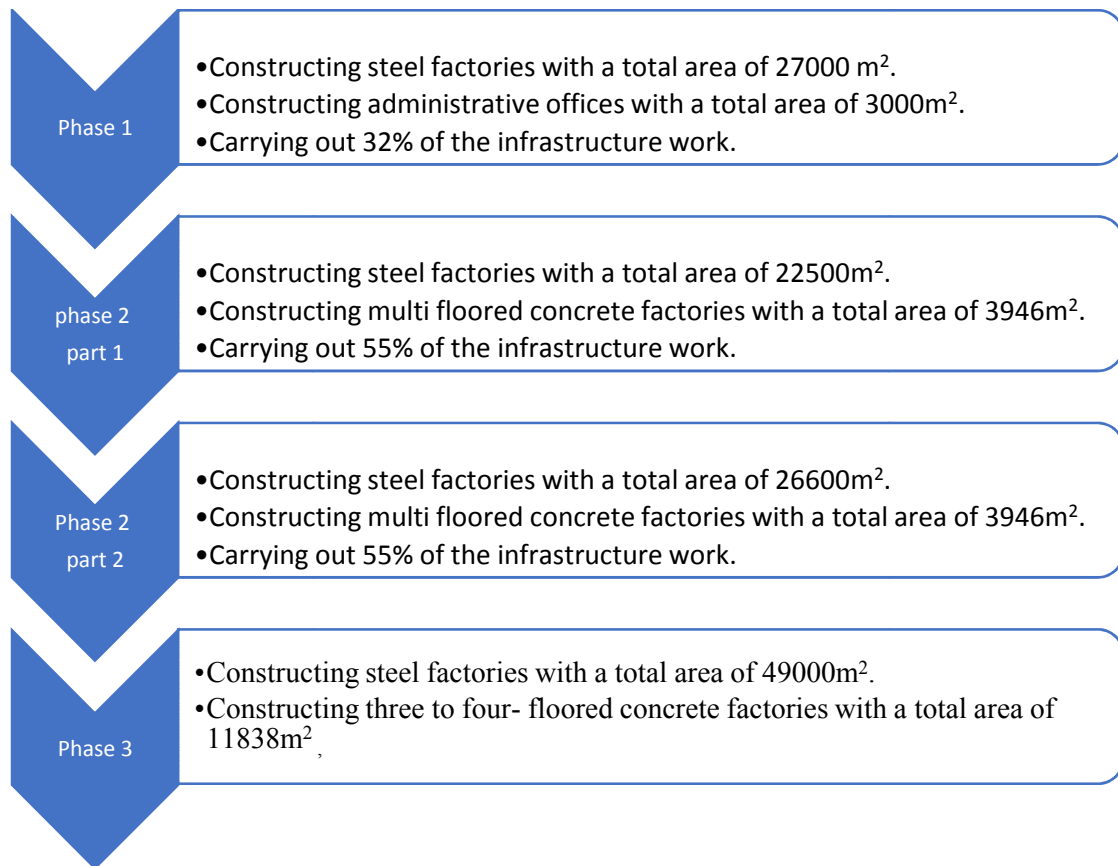 Phase 1
•Constructing steel factories with a total area of 27000 m².
•Constructing administrative offices with a total area of 3000m².
•Carrying out 32% of the infrastructure work.
phase 2
part 1
•Constructing steel factories with a total area of 22500m².
•Constructing multi floored concrete factories with a total area of 3946m².
•Carrying out 55% of the infrastructure work.
Phase 2
part 2
•Constructing steel factories with a total area of 26600m².
•Constructing multi floored concrete factories with a total area of 3946m².
•Carrying out 55% of the infrastructure work.
Phase 3
•Constructing steel factories with a total area of 49000m².
•Constructing three to four- floored concrete factories with a total area of
11838m² ,